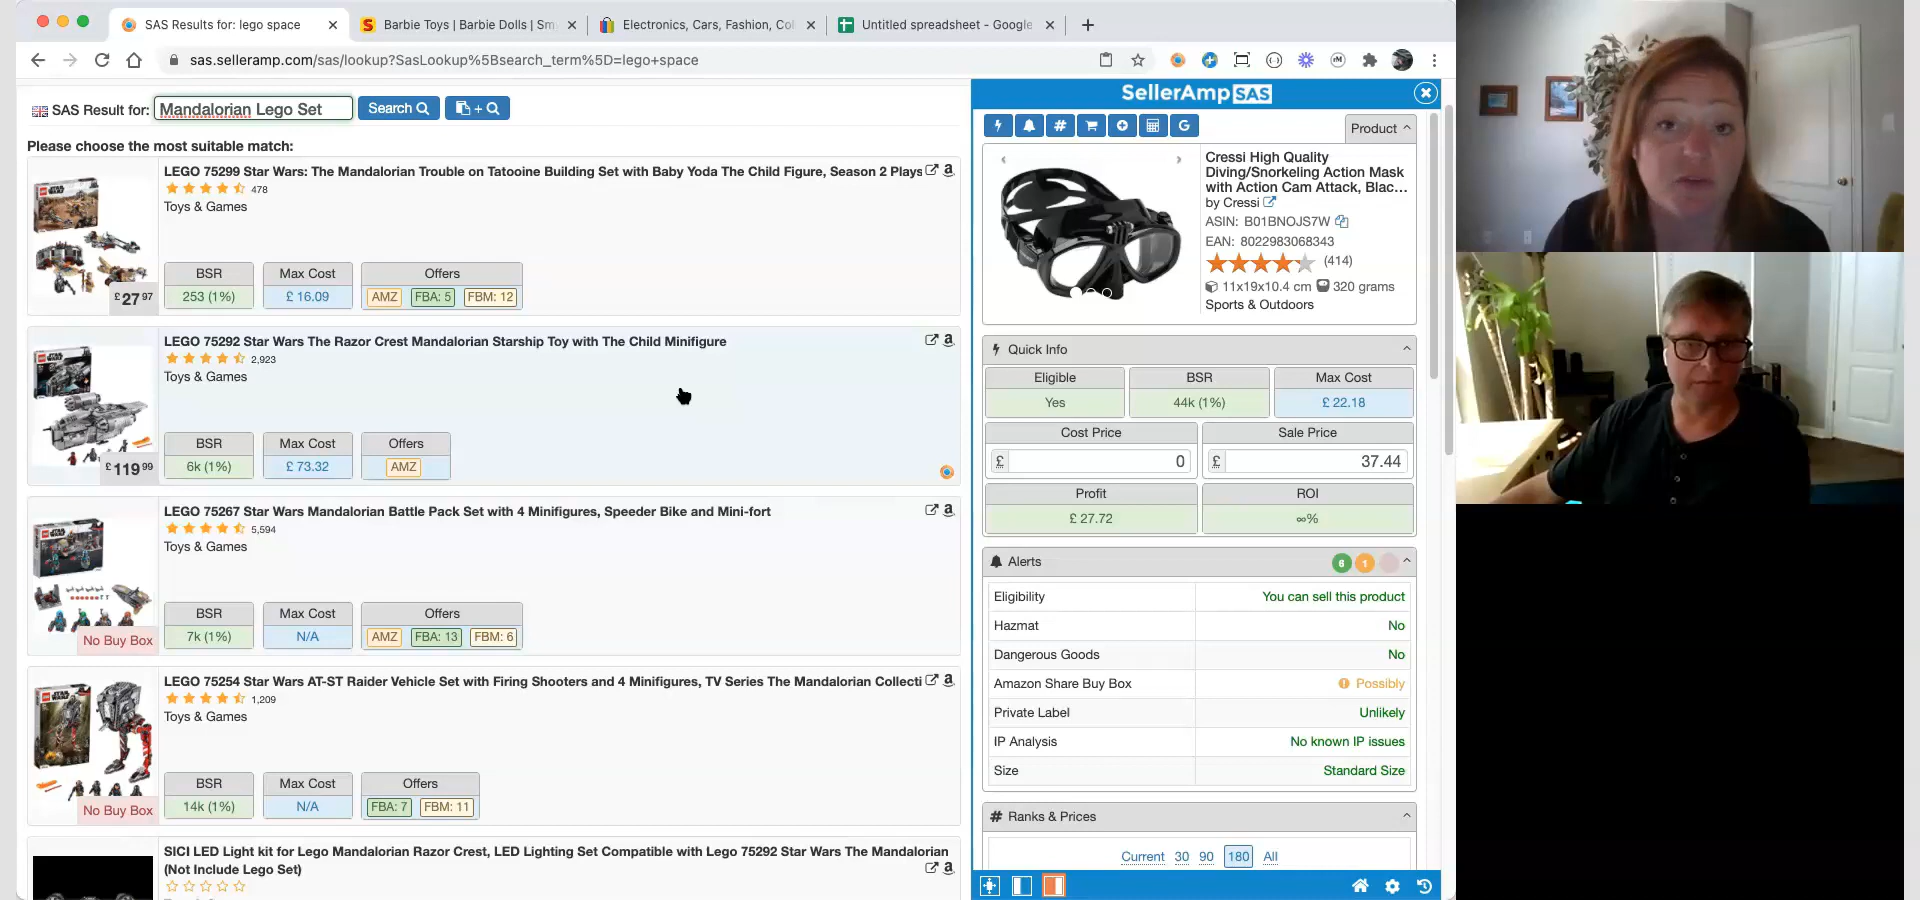 SAS Results for: lego space
Barbie Toys | Barbie Dolls | Sm
Electronics, Cars, Fashion, Col
Untitled spreadsheet - Google
sas.selleramp.com/sas/lookup?SasLookup%5Bsearch_term%5D=lego+space
SAS Result for: Mandalorian Lego Set Search +
Please choose the most suitable match:
LEGO 75299 Star Wars: The Mandalorian Trouble on Tatooine Building Set with Baby Yoda The Child Figure, Season 2 Plays
478
Toys & Games
BSR Max Cost Offers
253 (1%) £ 16.09 AMZ FBA: 5 FBM: 12
£27.97
LEGO 75292 Star Wars The Razor Crest Mandalorian Starship Toy with The Child Minifigure
2,923
Toys & Games
BSR Max Cost Offers
6k (1%) £ 73.32 AMZ
£119.99
LEGO 75267 Star Wars Mandalorian Battle Pack Set with 4 Minifigures, Speeder Bike and Mini-fort
5,594
Toys & Games
BSR Max Cost Offers
7k (1%) N/A AMZ FBA: 13 FBM: 6
No Buy Box
LEGO 75254 Star Wars AT-ST Raider Vehicle Set with Firing Shooters and 4 Minifigures, TV Series The Mandalorian Collecti
1,209
Toys & Games
BSR Max Cost Offers
14k (1%) N/A FBA: 7 FBM: 11
No Buy Box
SICI LED Light kit for Lego Mandalorian Razor Crest, LED Lighting Set Compatible with Lego 75292 Star Wars The Mandalorian
(Not Include Lego Set)
SellerAmp SAS
Product
Cressi High Quality
Diving/Snorkeling Action Mask
with Action Cam Attack, Blac...
by Cressi
ASIN: B01BNOJS7W
EAN: 8022983068343
(414)
11x19x10.4 cm 320 grams
Sports & Outdoors
Quick Info
Eligible BSR Max Cost
Yes 44k (1%) £ 22.18
Cost Price Sale Price
£ 0 £ 37.44
Profit ROI
£ 27.72 ∞%
Alerts 6 1
Eligibility You can sell this product
Hazmat No
Dangerous Goods No
Amazon Share Buy Box Possibly
Private Label Unlikely
IP Analysis No known IP issues
Size Standard Size
# Ranks & Prices
Current 30 90 180 All